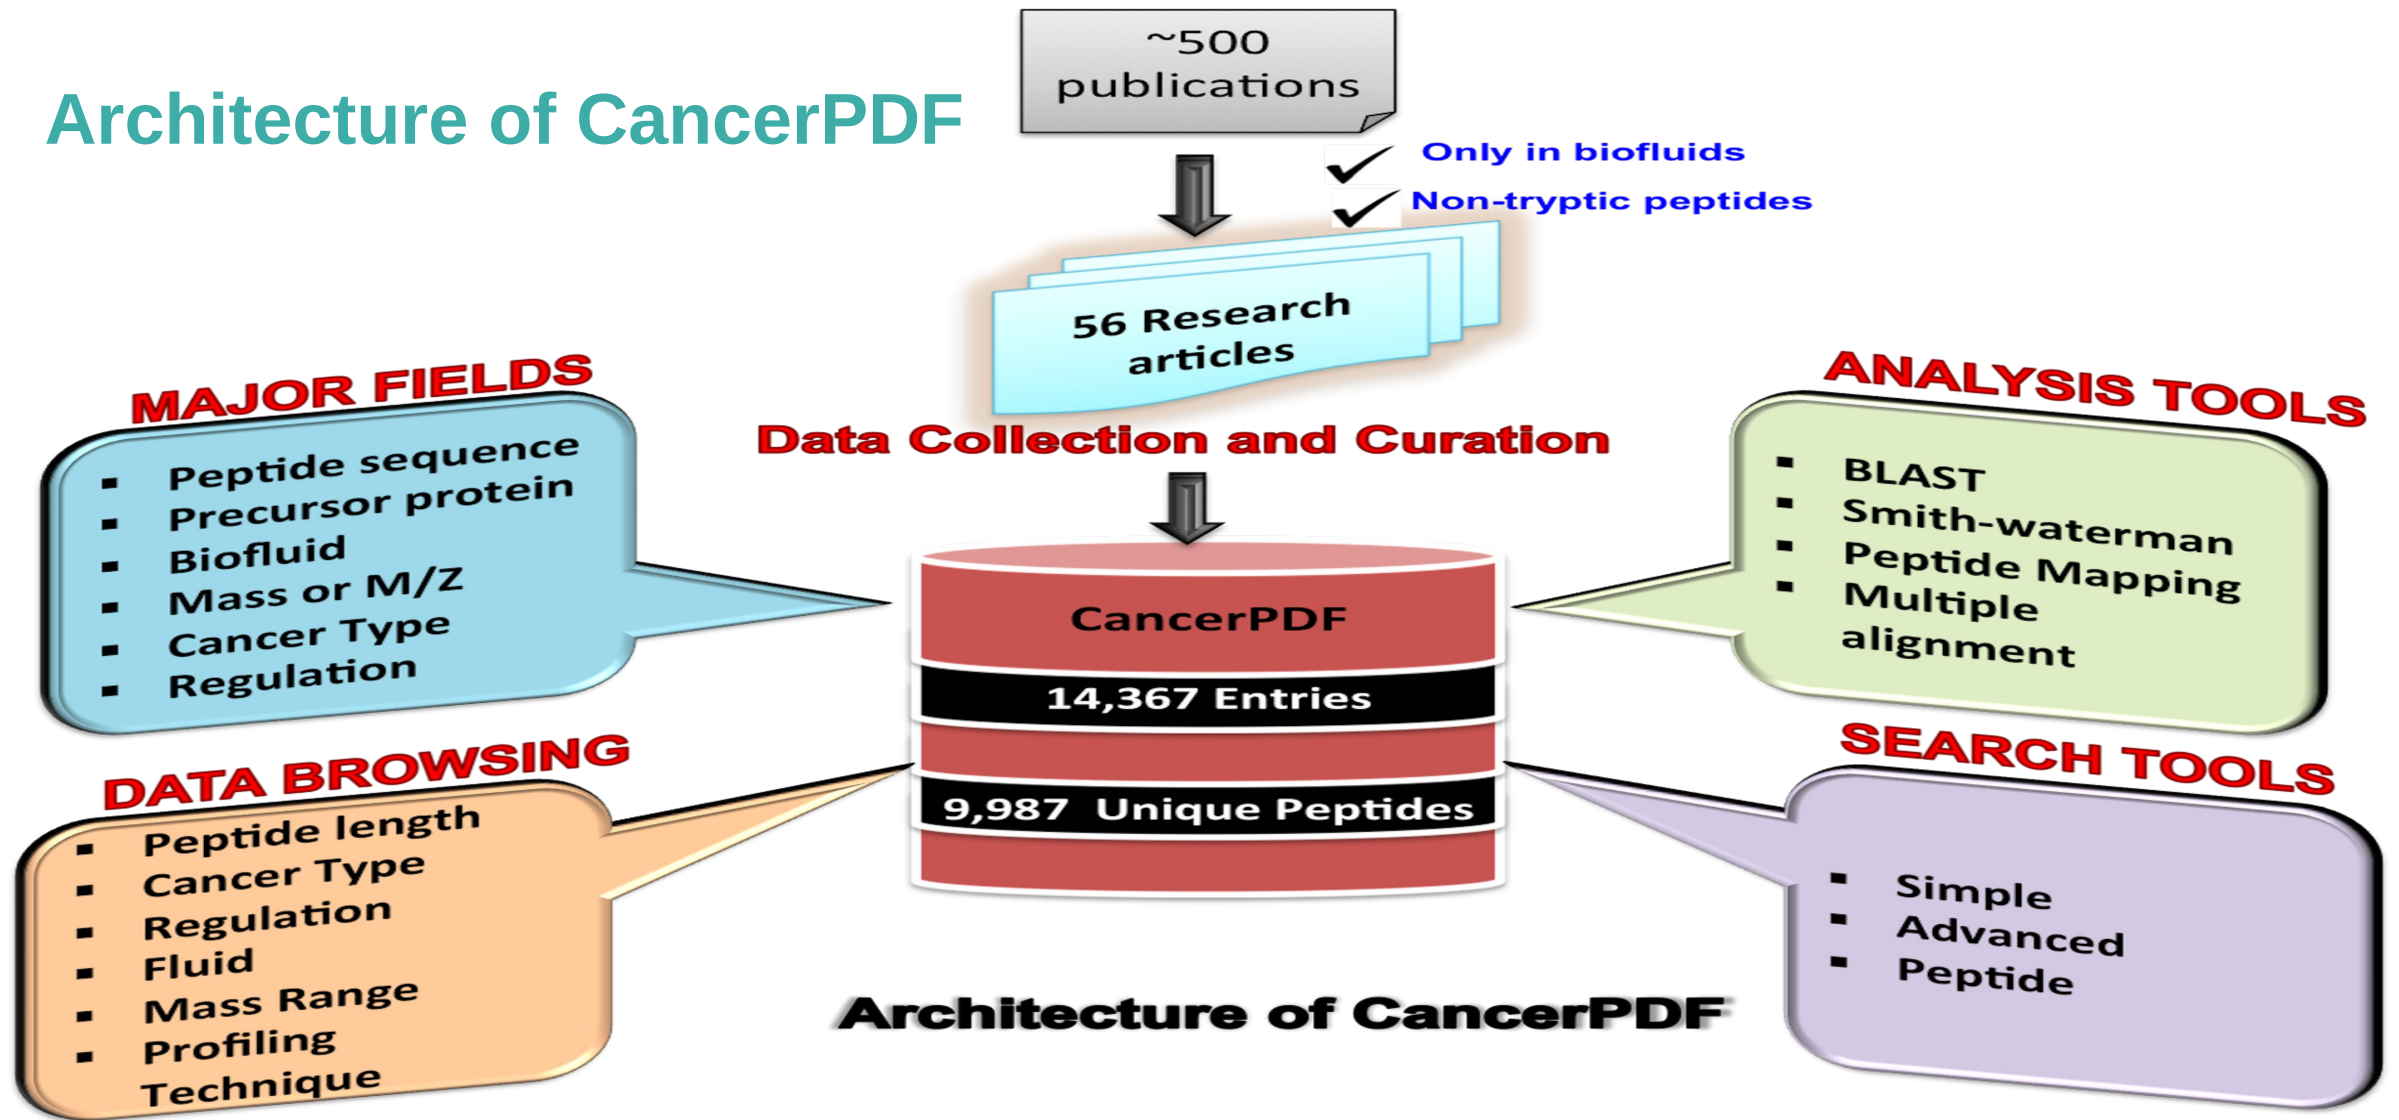 Architecture of CancerPDF
~500
publications
Only in biofluids
Non-tryptic peptides
56 Research
articles
Data Collection and Curation
MAJOR FIELDS
Peptide sequence
Precursor protein
Biofluid
Mass or M/Z
Cancer Type
Regulation
ANALYSIS TOOLS
BLAST
Smith-waterman
Peptide Mapping
Multiple
alignment
CancerPDF
14,367 Entries
9,987 Unique Peptides
DATA BROWSING
Peptide length
Cancer Type
Regulation
Fluid
Mass Range
Profiling
Technique
SEARCH TOOLS
Simple
Advanced
Peptide
Architecture of CancerPDF